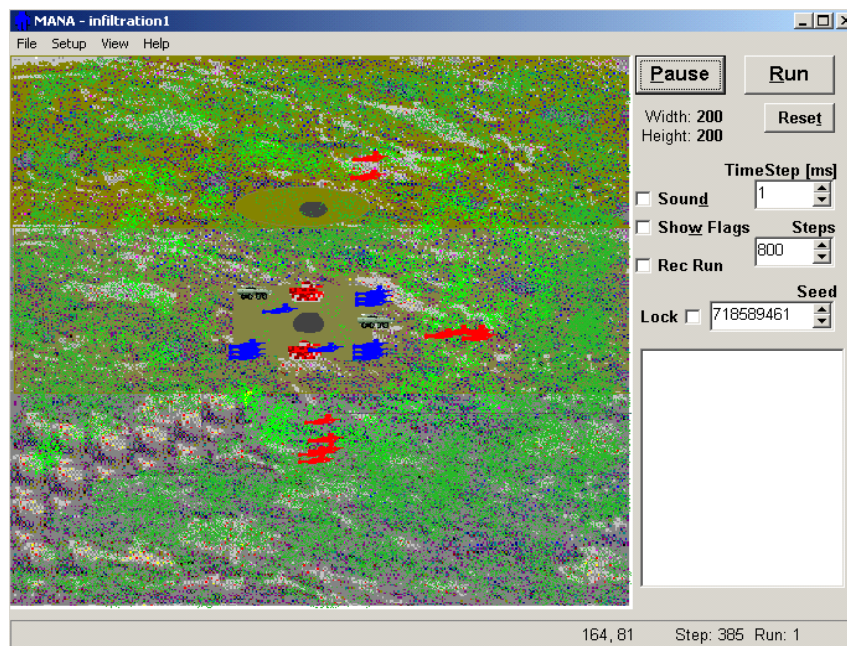 MANA - infiltration1
File Setup View Help
Pause Run
Width: 200
Height: 200
Reset
TimeStep [ms]
Sound 1
Show Flags Steps
800
Rec Run
Seed
Lock 718589461
164, 81 Step: 385 Run: 1